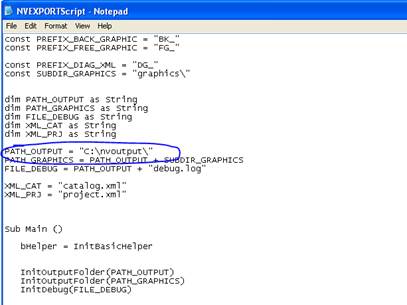 NVEXPORTScript - Notepad
File Edit Format View Help
const PREFIX_BACK_GRAPHIC = "BK_"
const PREFIX_FREE_GRAPHIC = "FG_"
const PREFIX_DIAG_XML = "DG_"
const SUBDIR_GRAPHICS = "graphics\"
dim PATH_OUTPUT as String
dim PATH_GRAPHICS as String
dim FILE_DEBUG as String
dim XML_CAT as String
dim XML_PRJ as String
PATH_OUTPUT = "C:\nvoutput\"
PATH_GRAPHICS = PATH_OUTPUT + SUBDIR_GRAPHICS
FILE_DEBUG = PATH_OUTPUT + "debug.log"
XML_CAT = "catalog.xml"
XML_PRJ = "project.xml"
Sub Main ()
bHelper = InitBasicHelper
InitOutputFolder(PATH_OUTPUT)
InitOutputFolder(PATH_GRAPHICS)
InitDebug(FILE_DEBUG)